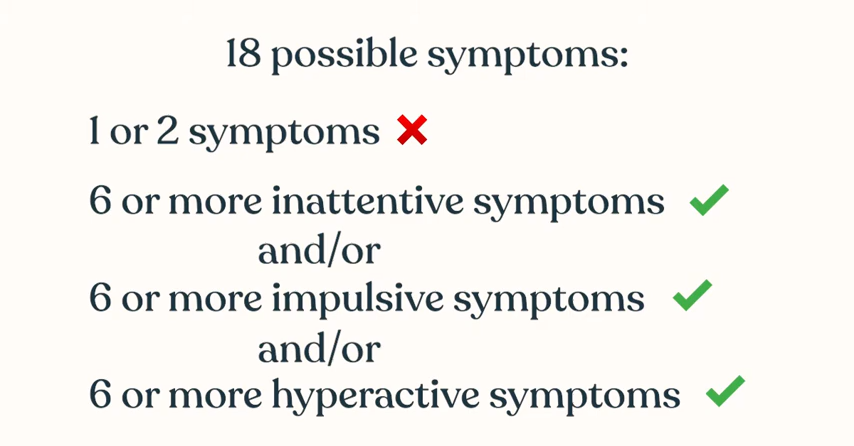 18 possible symptoms:
1 or 2 symptoms
6 or more inattentive symptoms
and/or
6 or more impulsive symptoms
and/or
6 or more hyperactive symptoms